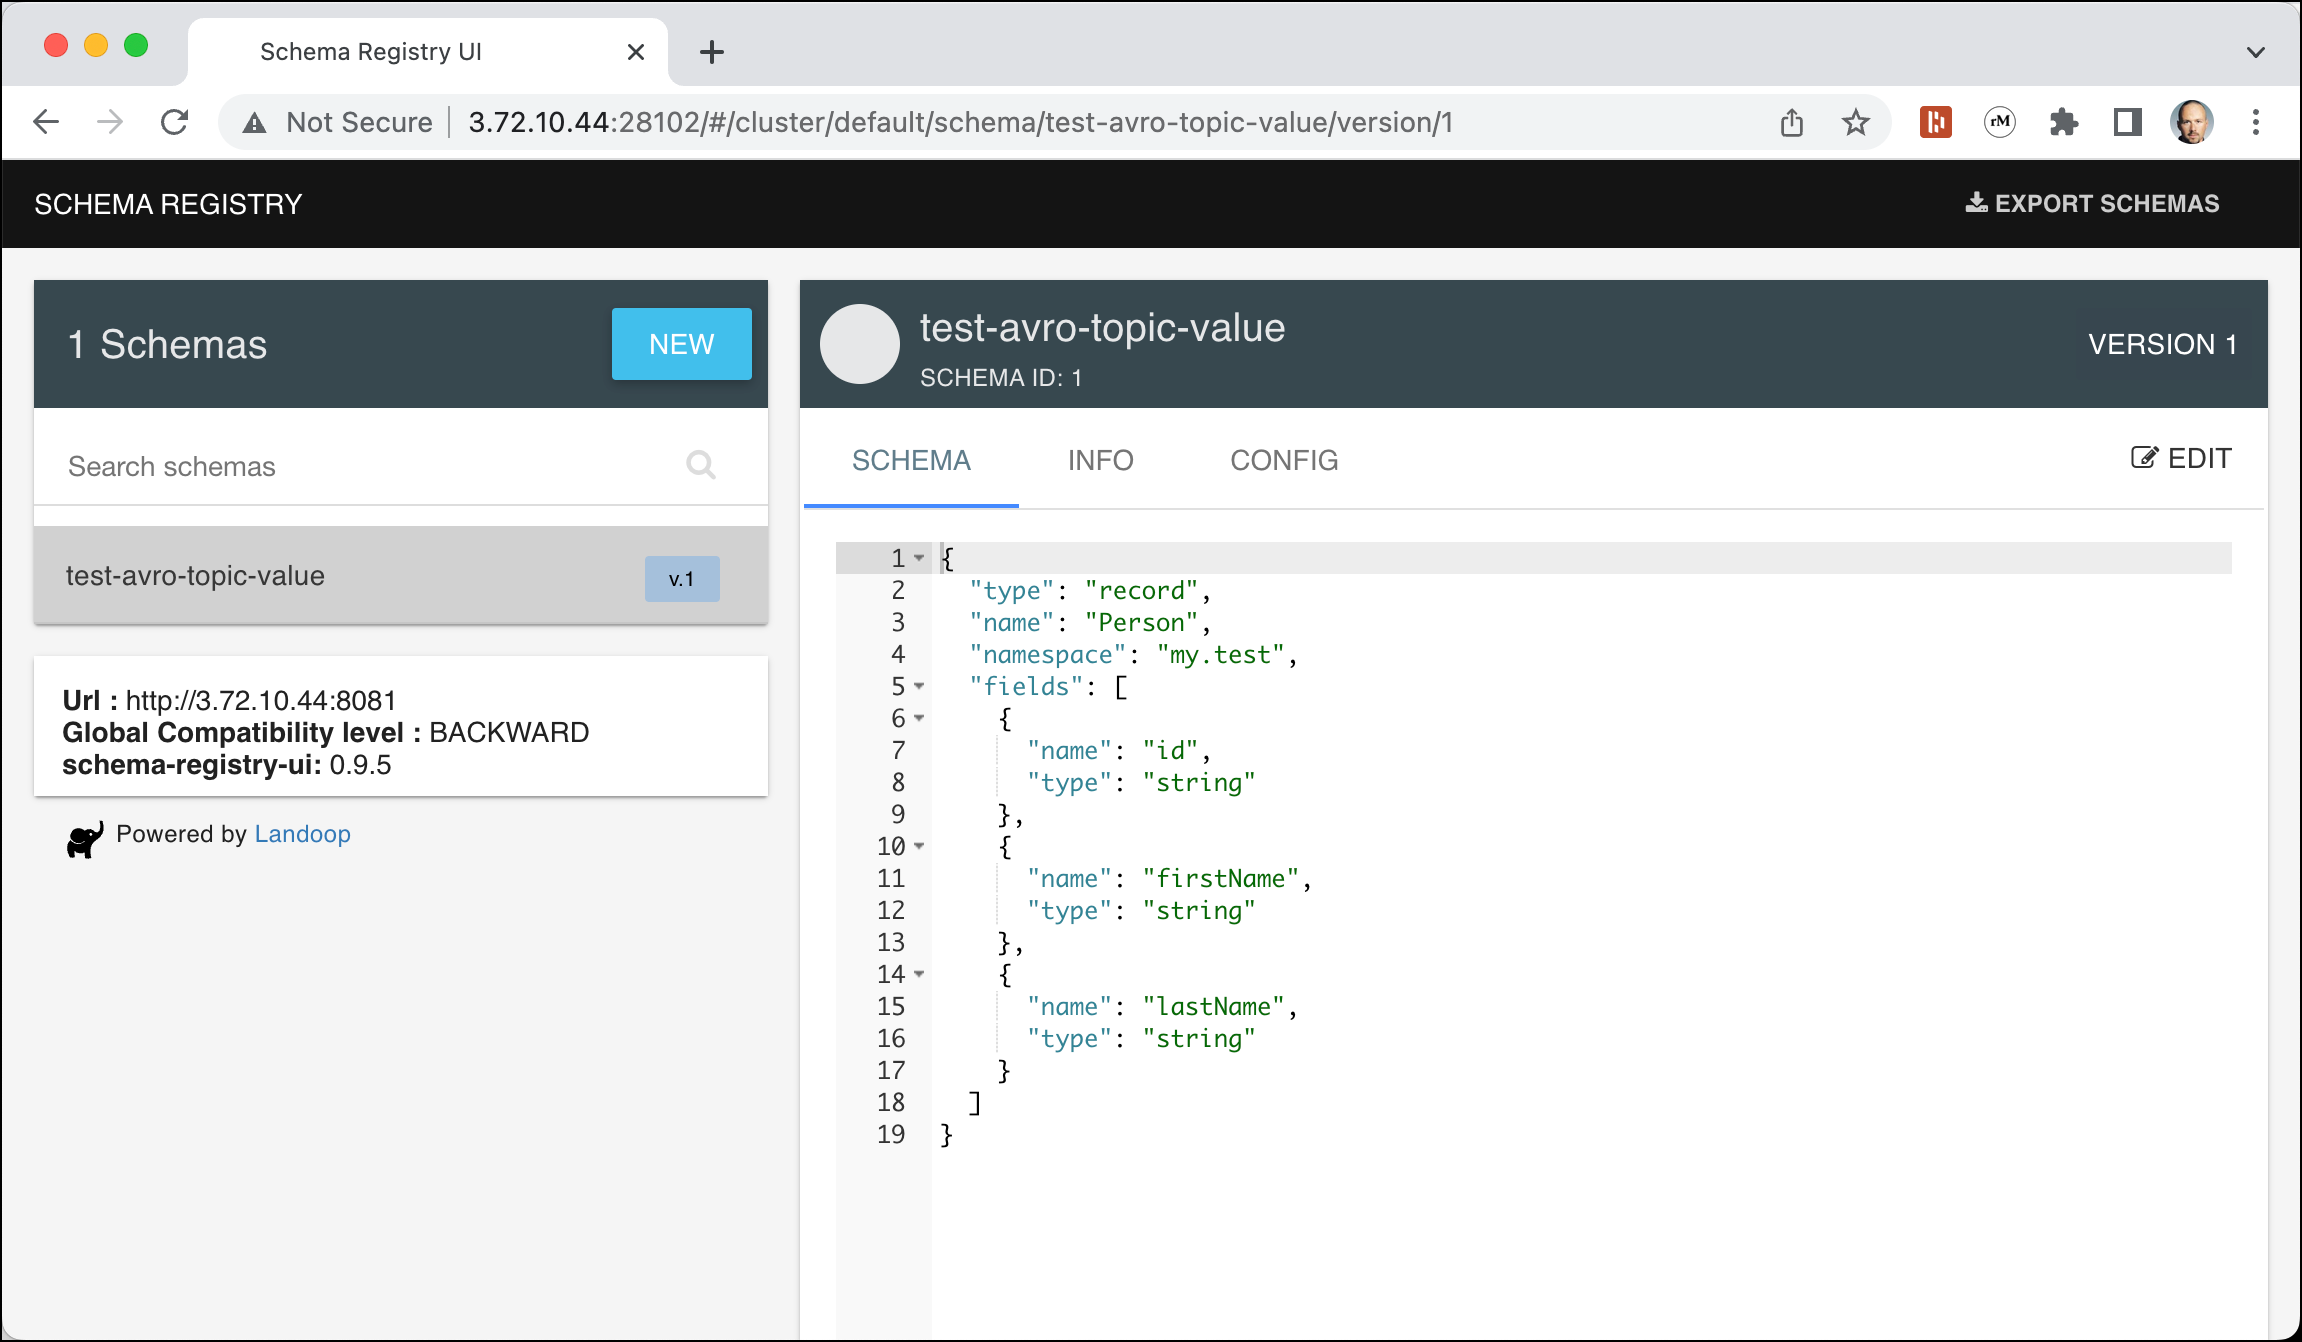 Schema Registry UI
Not Secure 3.72.10.44:28102/#/cluster/default/schema/test-avro-topic-value/version/1
rM
SCHEMA REGISTRY
EXPORT SCHEMAS
1 Schemas
NEW
Search schemas
test-avro-topic-value
v.1
Url : http://3.72.10.44:8081
Global Compatibility level : BACKWARD
schema-registry-ui: 0.9.5
Powered by Landoop
test-avro-topic-value
SCHEMA ID: 1
VERSION 1
SCHEMA INFO CONFIG
EDIT
1 {
2   "type": "record",
3   "name": "Person",
4   "namespace": "my.test",
5   "fields": [
6     {
7       "name": "id",
8       "type": "string"
9     },
10     {
11       "name": "firstName",
12       "type": "string"
13     },
14     {
15       "name": "lastName",
16       "type": "string"
17     }
18   ]
19 }